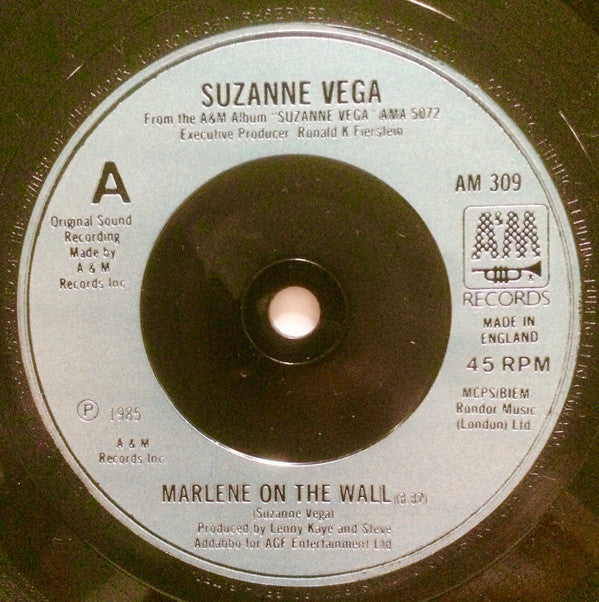 SUZANNE VEGA
From the A&M Album "SUZANNE VEGA" AMA 5072
Executive Producer Ronald K Fierstein
A
Original Sound
Recording
Made by
A & M
Records Inc
AM 309
A&M
RECORDS
MADE IN
ENGLAND
45 RPM
MCPS/BIEM
Rondor Music
(London) Ltd
℗ 1985
A & M
Records Inc
MARLENE ON THE WALL (3 37)
(Suzanne Vega)
Produced by Lenny Kaye and Steve
Addabbo for AGF Entertainment Ltd